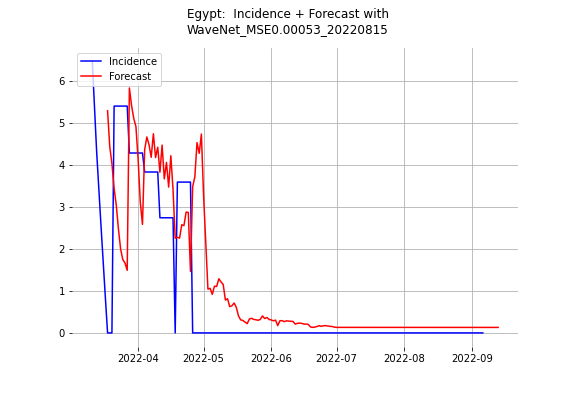 Egypt:  Incidence + Forecast with
WaveNet_MSE0.00053_20220815
Incidence
Forecast
6
5
4
3
2
1
0
2022-04 2022-05 2022-06 2022-07 2022-08 2022-09